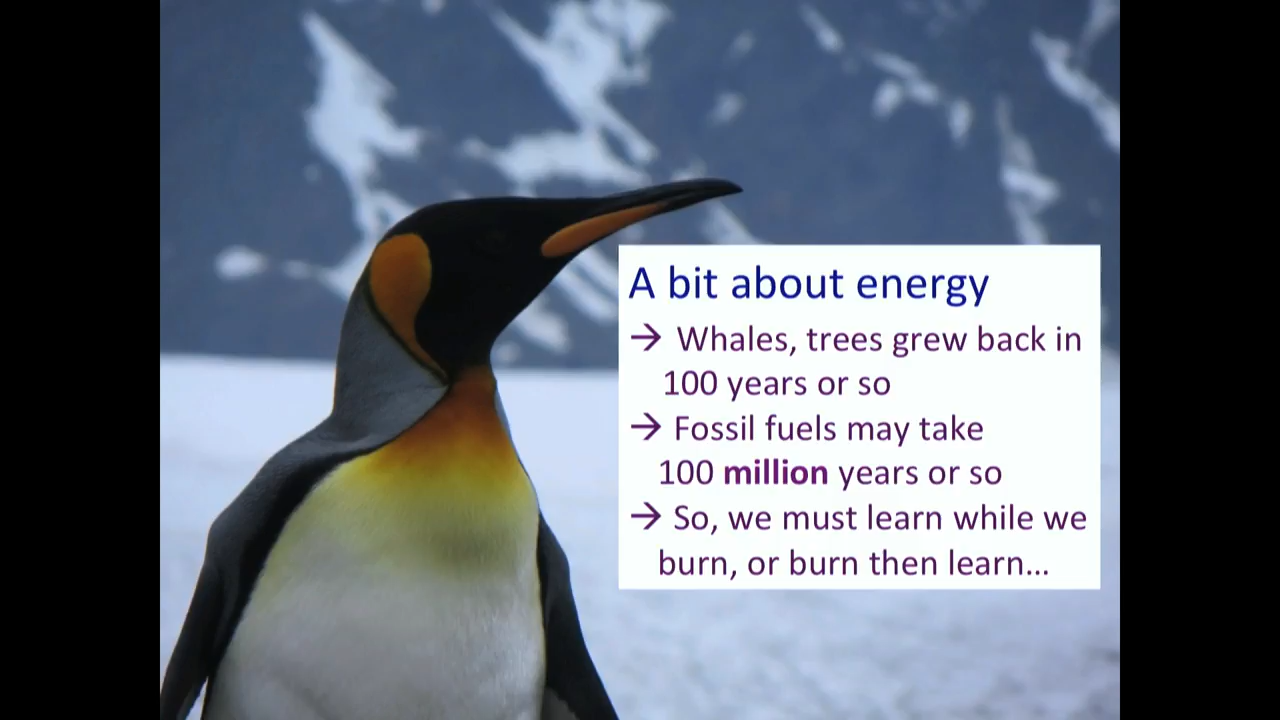 A bit about energy
→ Whales, trees grew back in
100 years or so
→ Fossil fuels may take
100 million years or so
→ So, we must learn while we
burn, or burn then learn...